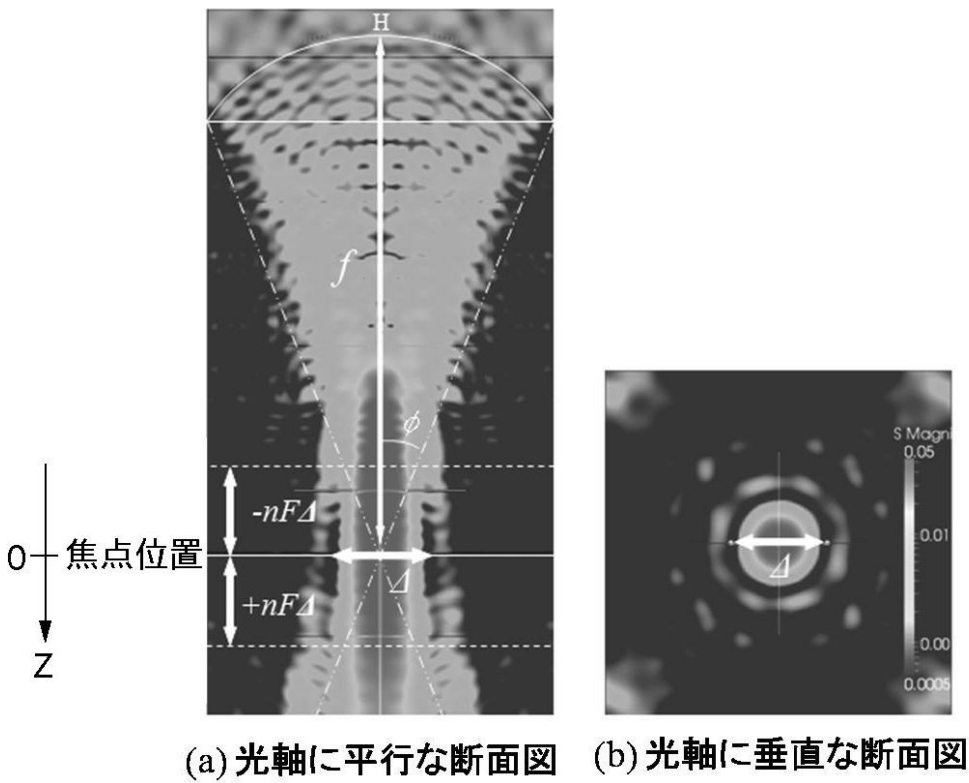 H
f
ϕ
-nFΔ
0 焦点位置
Δ
+nFΔ
Z
(a) 光軸に平行な断面図
S Magni
0.05
0.01
0.00
0.0005
Δ
(b) 光軸に垂直な断面図